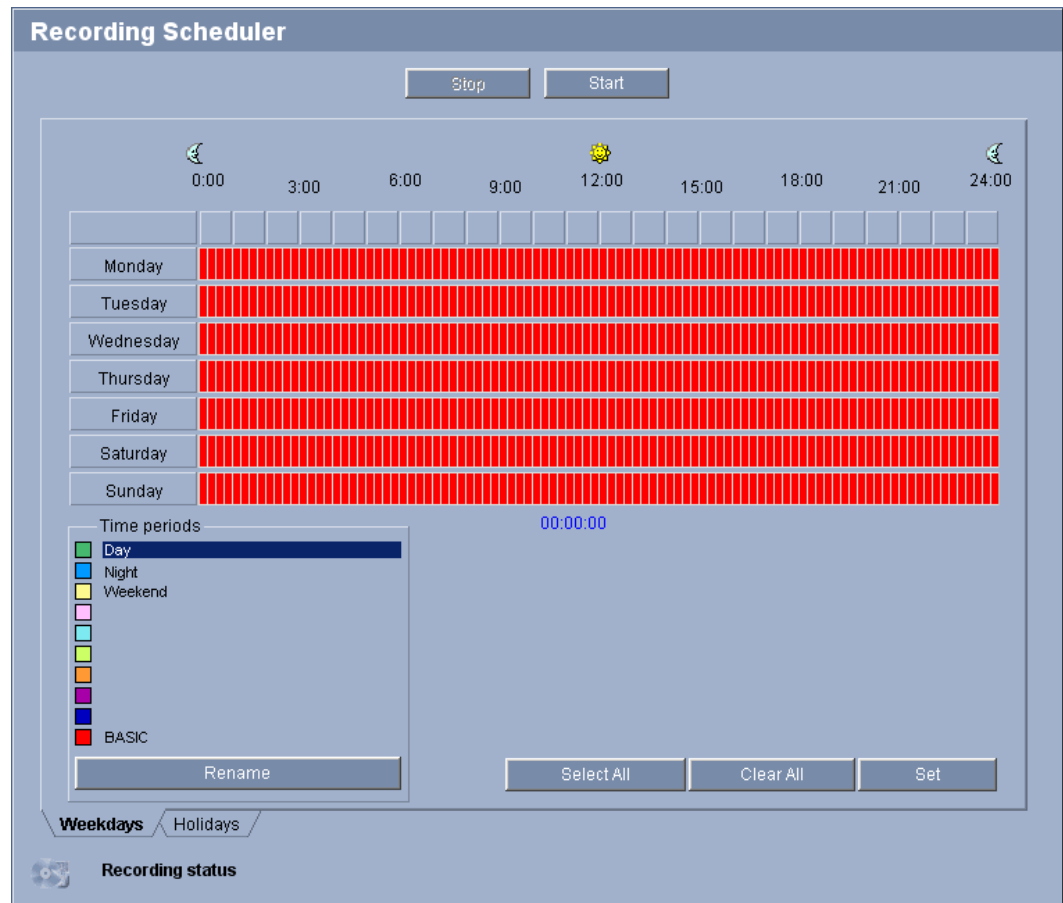 Recording Scheduler
Stop Start
0:00 3:00 6:00 9:00 12:00 15:00 18:00 21:00 24:00
Monday
Tuesday
Wednesday
Thursday
Friday
Saturday
Sunday
Time periods
00:00:00
Day
Night
Weekend
BASIC
Rename
Select All Clear All Set
Weekdays Holidays
Recording status